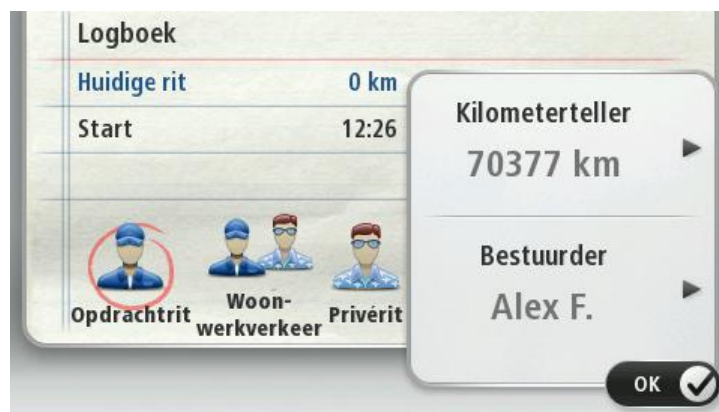 Logboek
Huidige rit 0 km
Start 12:26
Opdrachtrit
Woon-
werkverkeer
Privérit
Kilometerteller
70377 km
Bestuurder
Alex F.
OK